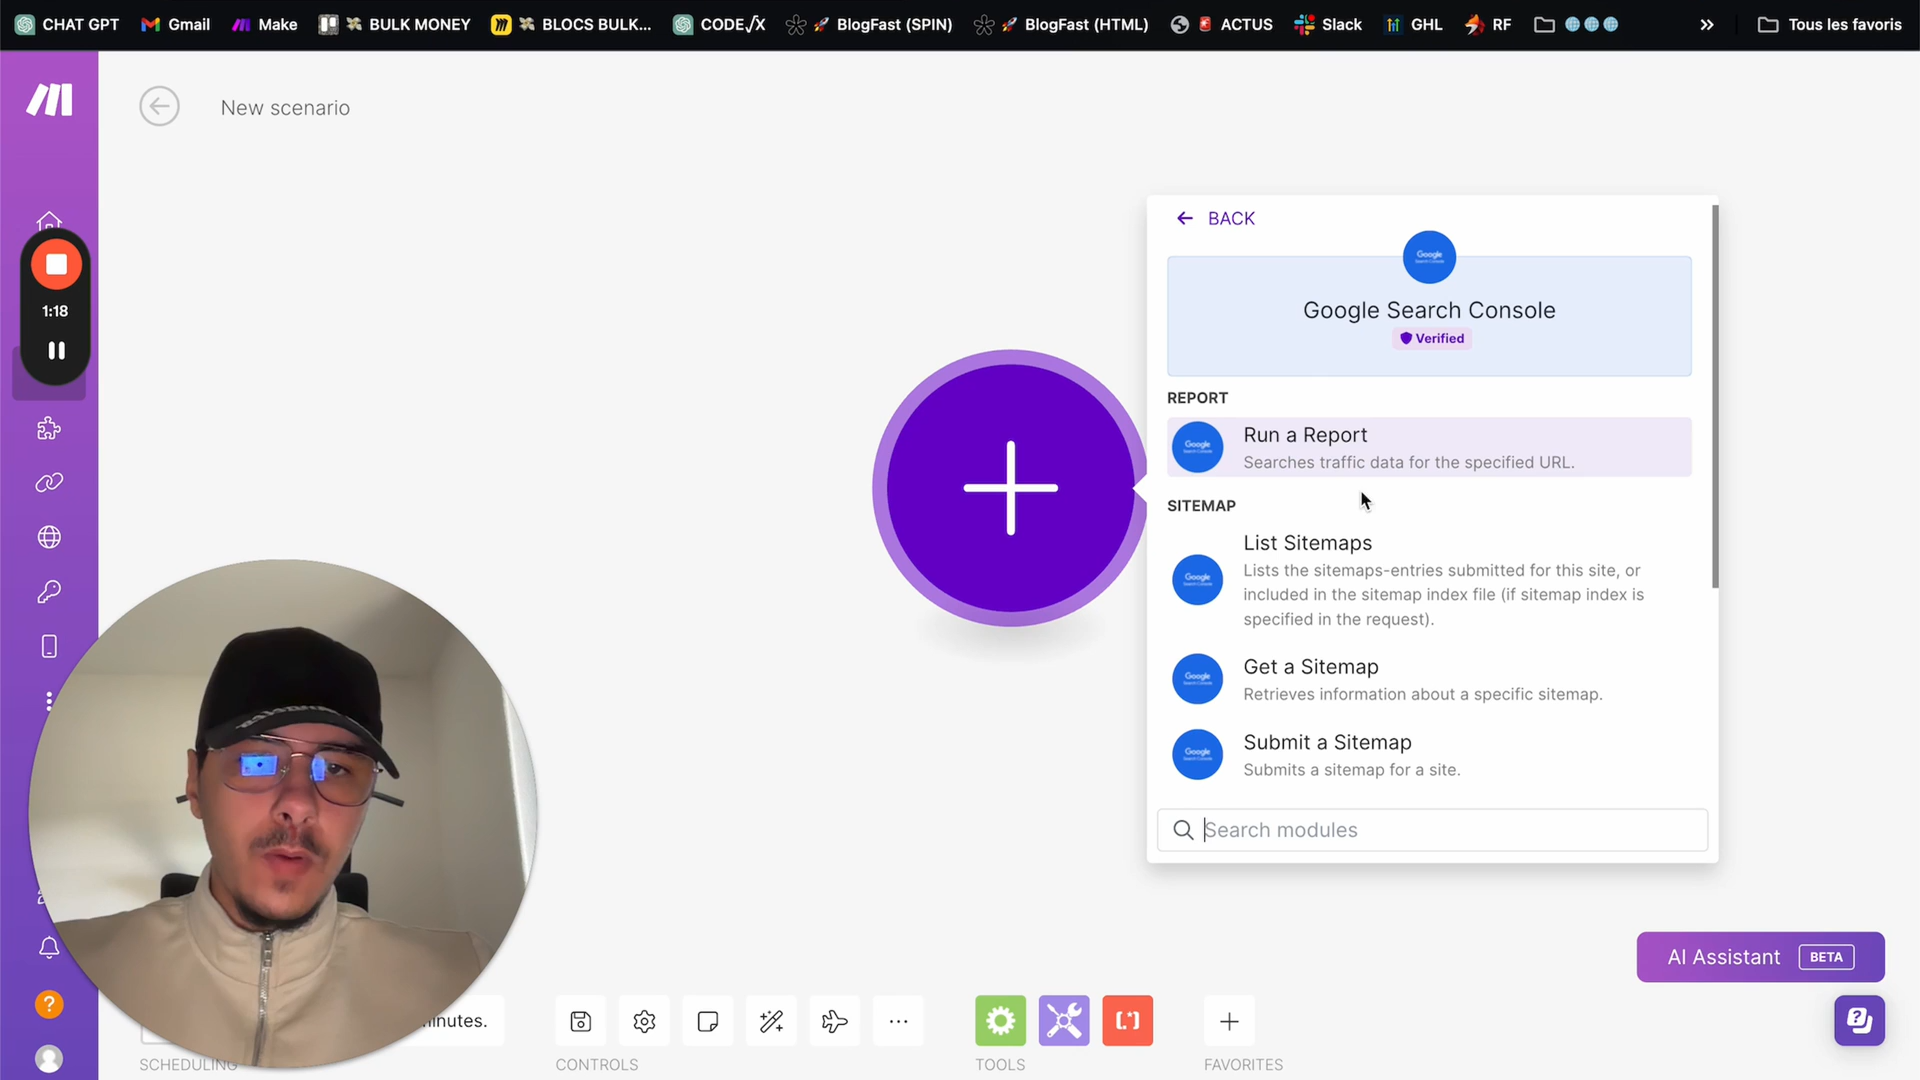 CHAT GPT
Gmail
Make
BULK MONEY
BLOCS BULK...
CODE√X
BlogFast (SPIN)
BlogFast (HTML)
ACTUS
Slack
GHL
RF
Tous les favoris
New scenario
1:18
BACK
Google Search Console
Verified
REPORT
Run a Report
Searches traffic data for the specified URL.
SITEMAP
List Sitemaps
Lists the sitemaps-entries submitted for this site, or
included in the sitemap index file (if sitemap index is
specified in the request).
Get a Sitemap
Retrieves information about a specific sitemap.
Submit a Sitemap
Submits a sitemap for a site.
Search modules
AI Assistant BETA
minutes.
SCHEDULING
CONTROLS
TOOLS
FAVORITES